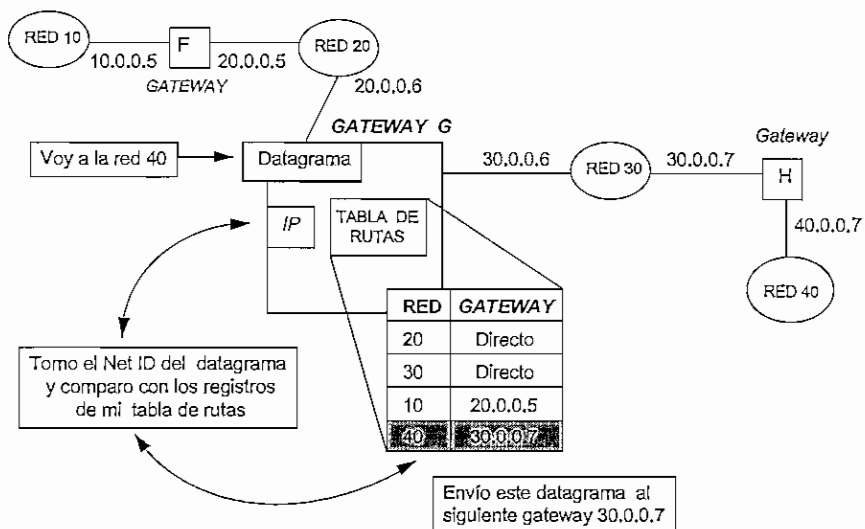 RED 10
F
RED 20
10.0.0.5
20.0.0.5
GATEWAY
20.0.0.6
GATEWAY G
Voy a la red 40
Datagrama
30.0.0.6
RED 30
30.0.0.7
Gateway
H
40.0.0.7
RED 40
IP
TABLA DE
RUTAS
RED GATEWAY
20 Directo
30 Directo
10 20.0.0.5
40 30.0.0.7
Tomo el Net ID del datagrama
y comparo con los registros
de mi tabla de rutas
Envío este datagrama al
siguiente gateway 30.0.0.7